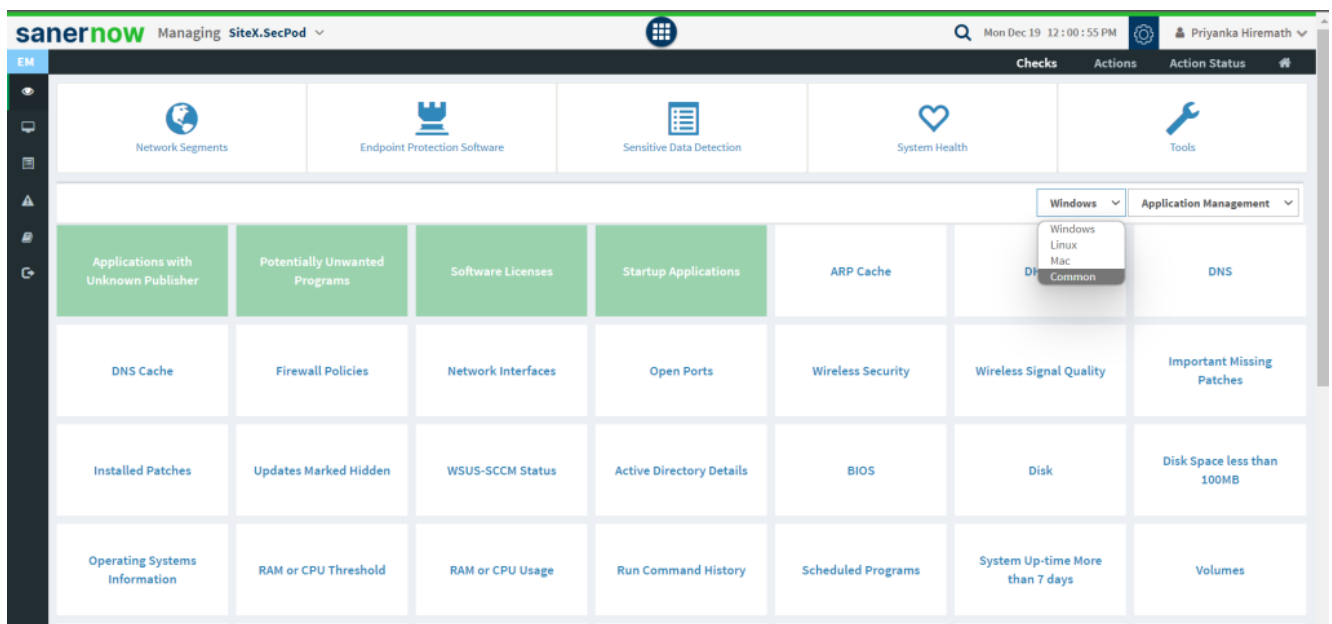 sanernow Managing SiteX.SecPod Mon Dec 19 12:00:55 PM Priyanka Hiremath
EM Checks Actions Action Status
Network Segments Endpoint Protection Software Sensitive Data Detection System Health Tools
Windows Application Management
Windows
Linux
Mac
Common
Applications with
Unknown Publisher
Potentially Unwanted
Programs
Software Licenses
Startup Applications
ARP Cache
DNS
DNS Cache
Firewall Policies
Network Interfaces
Open Ports
Wireless Security
Wireless Signal Quality
Important Missing
Patches
Installed Patches
Updates Marked Hidden
WSUS-SCCM Status
Active Directory Details
BIOS
Disk
Disk Space less than
100MB
Operating Systems
Information
RAM or CPU Threshold
RAM or CPU Usage
Run Command History
Scheduled Programs
System Up-time More
than 7 days
Volumes